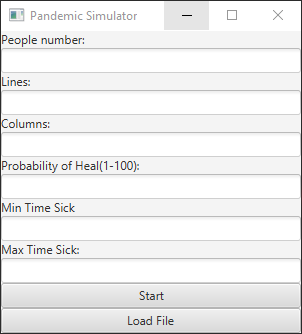 Pandemic Simulator
People number:
Lines:
Columns:
Probability of Heal(1-100):
Min Time Sick
Max Time Sick:
Start
Load File